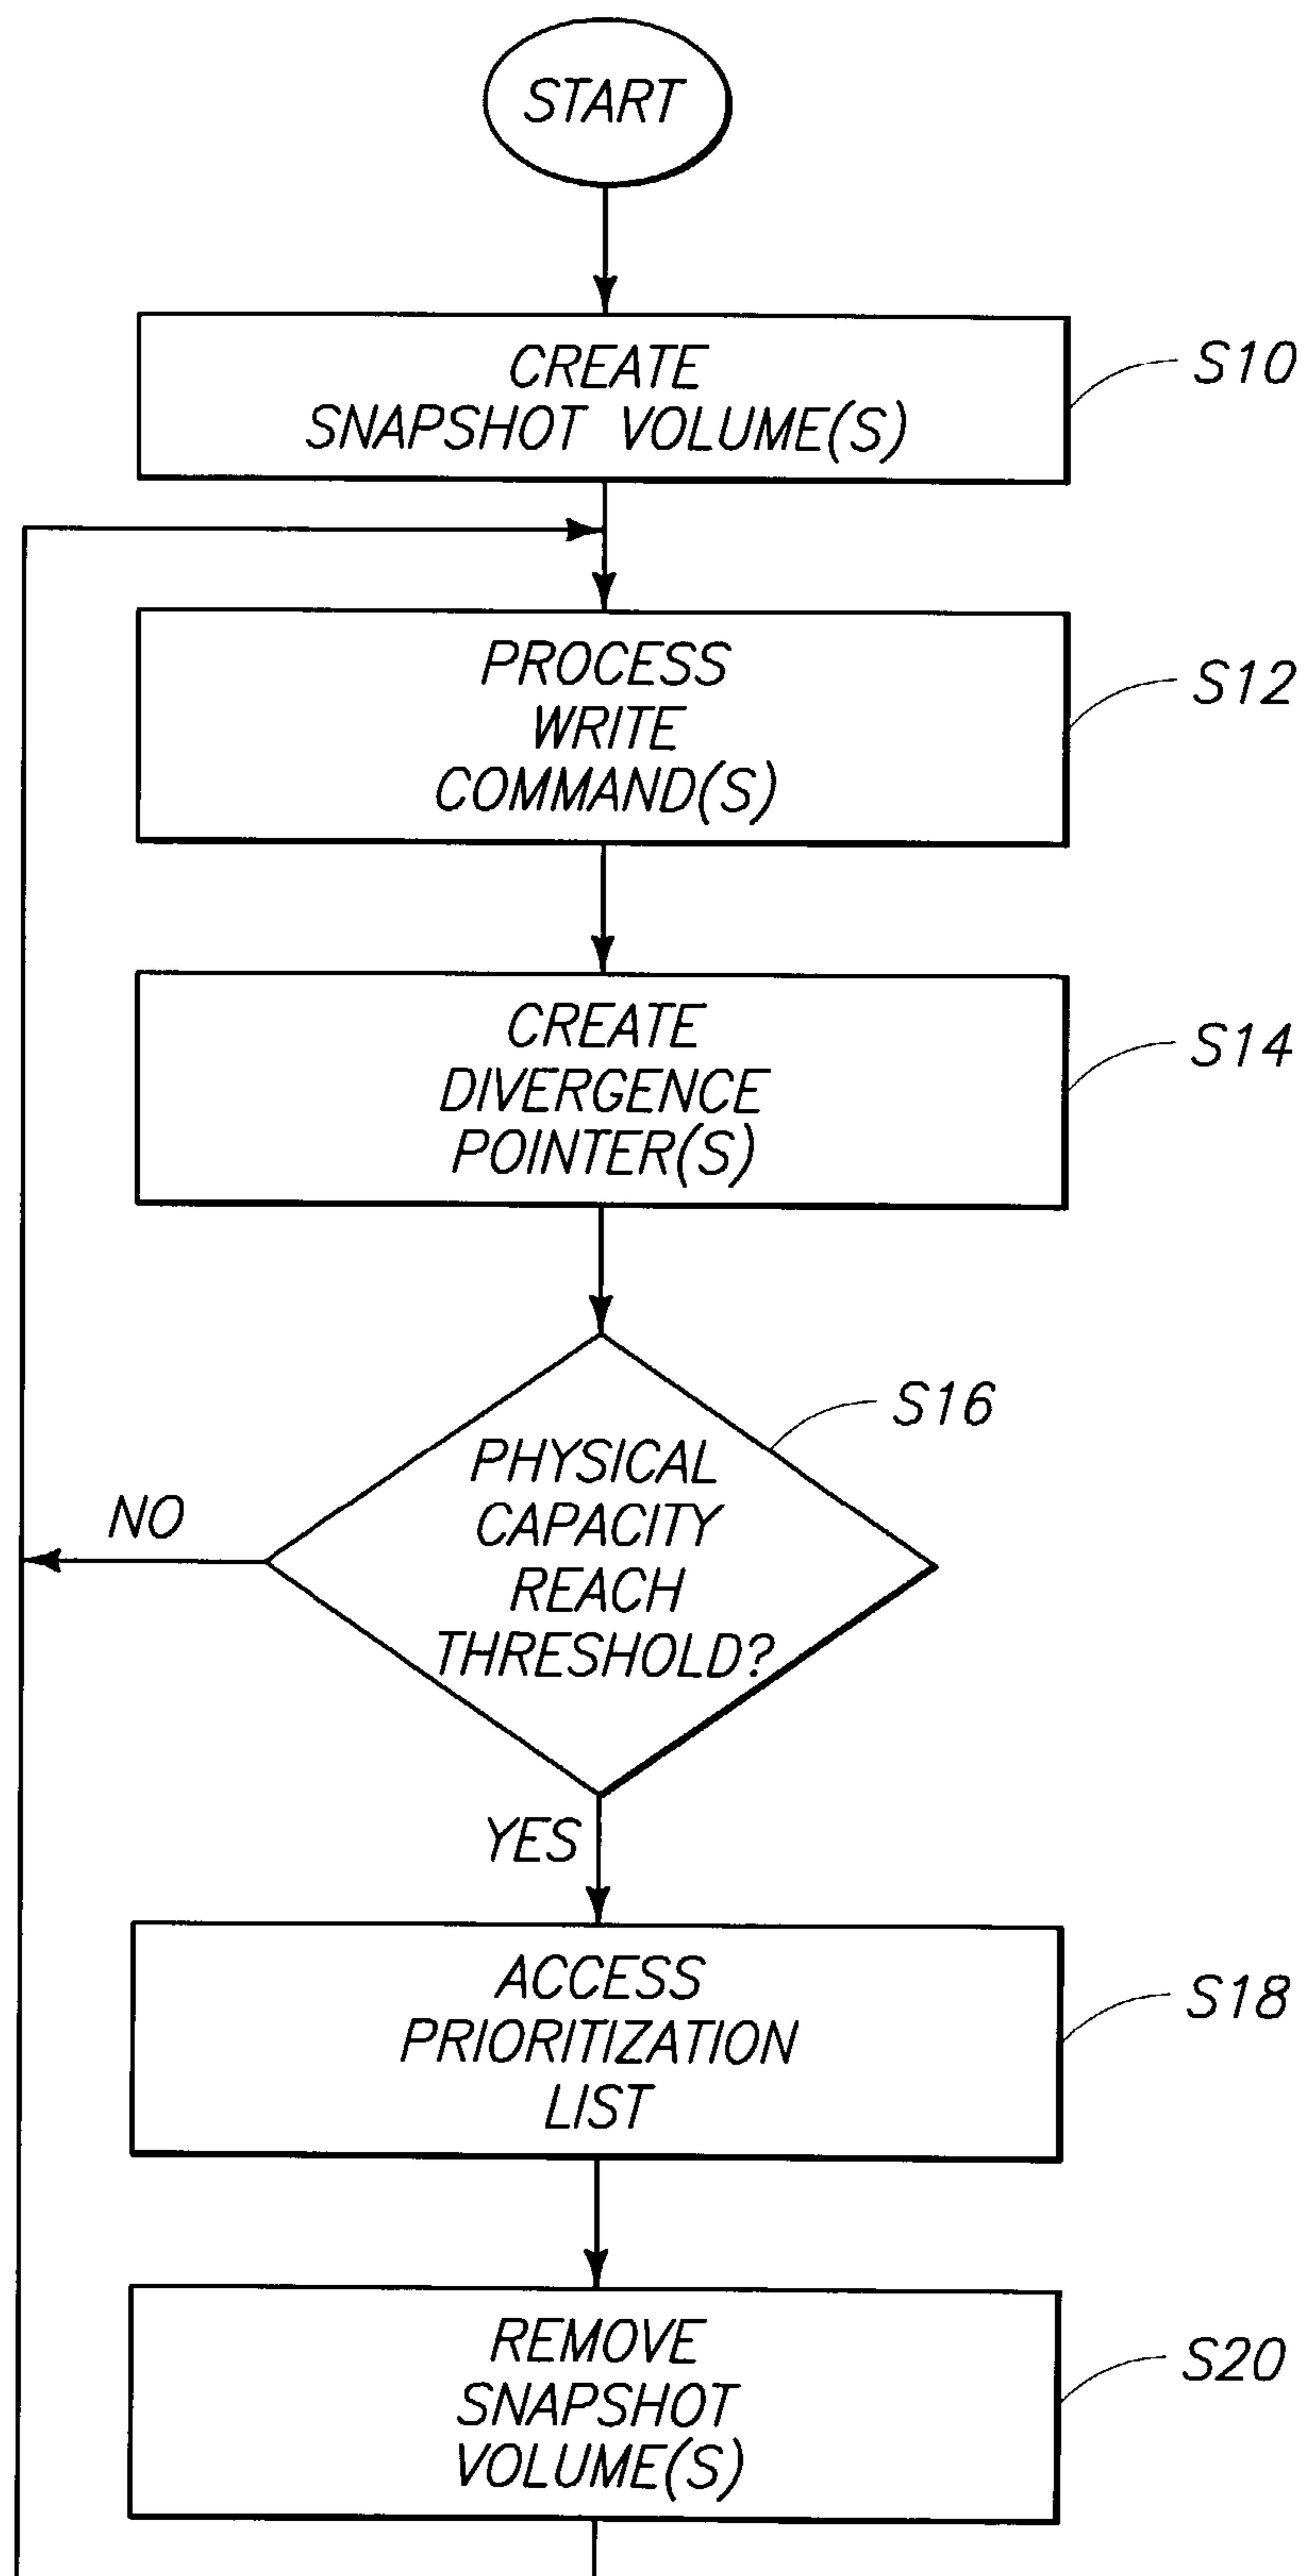 START
CREATE
SNAPSHOT VOLUME(S)
S10
PROCESS
WRITE
COMMAND(S)
S12
CREATE
DIVERGENCE
POINTER(S)
S14
PHYSICAL
CAPACITY
REACH
THRESHOLD?
S16
NO
YES
ACCESS
PRIORITIZATION
LIST
S18
REMOVE
SNAPSHOT
VOLUME(S)
S20